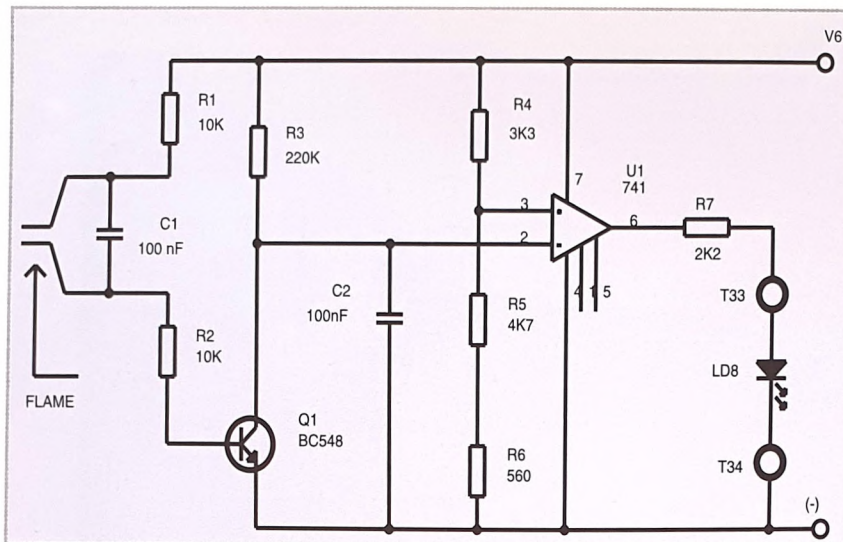 V6
R1
10K
R3
220K
R4
3K3
U1
741
7
3
2
6
R7
2K2
C1
100 nF
C2
100nF
4 1 5
T33
R5
4K7
R2
10K
LD8
FLAME
Q1
BC548
R6
560
T34
(-)